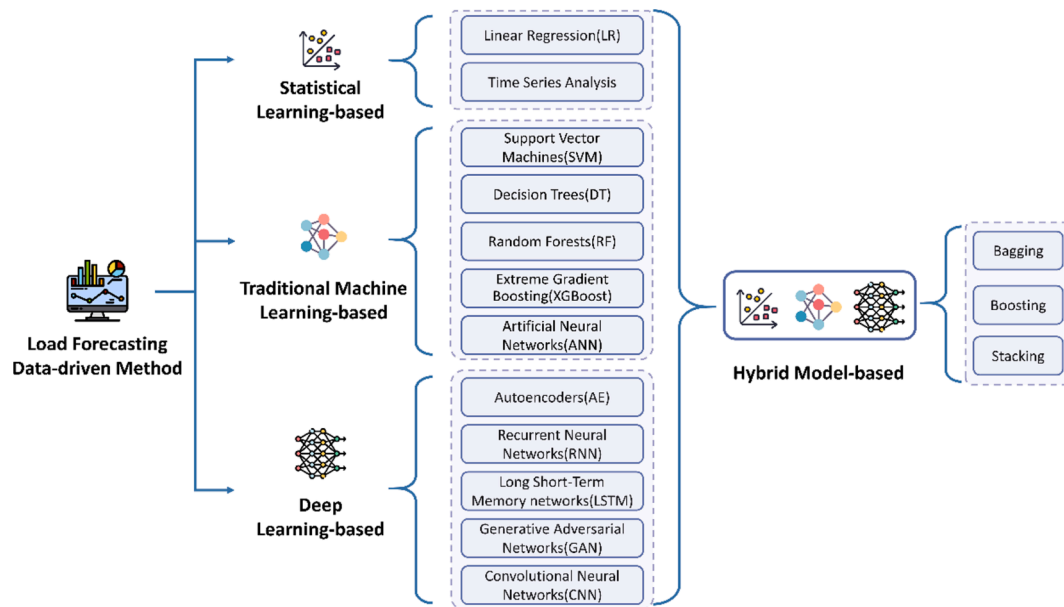 Load Forecasting
Data-driven Method
Statistical
Learning-based
Linear Regression(LR)
Time Series Analysis
Traditional Machine
Learning-based
Support Vector
Machines(SVM)
Decision Trees(DT)
Random Forests(RF)
Extreme Gradient
Boosting(XGBoost)
Artificial Neural
Networks(ANN)
Deep
Learning-based
Autoencoders(AE)
Recurrent Neural
Networks(RNN)
Long Short-Term
Memory networks(LSTM)
Generative Adversarial
Networks(GAN)
Convolutional Neural
Networks(CNN)
Hybrid Model-based
Bagging
Boosting
Stacking